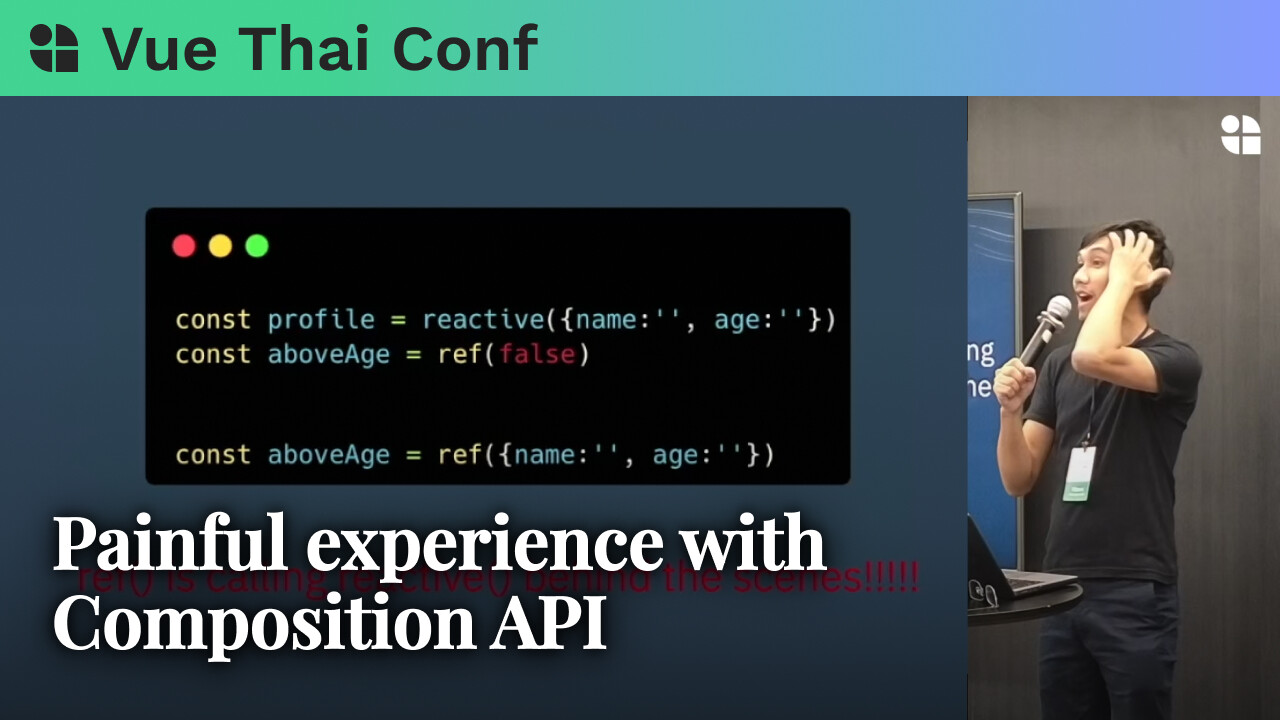 Vue Thai Conf
const profile = reactive({name:'', age:''})
const aboveAge = ref(false)
const aboveAge = ref({name:'', age:''})
ref() is calling reactive() behind the scenes!!!!!
Painful experience with
Composition API
ng